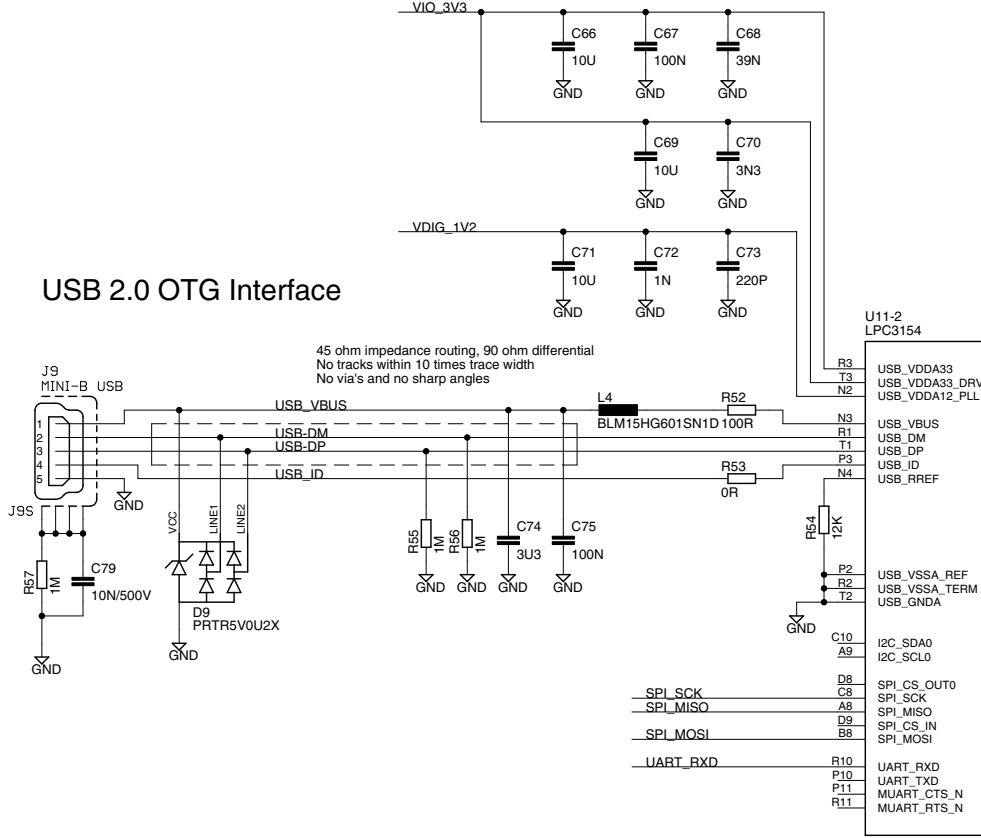 VIO_3V3
C66
10U
GND
C67
100N
GND
C68
39N
GND
C69
10U
GND
C70
3N3
GND
VDIG_1V2
C71
10U
GND
C72
1N
GND
C73
220P
GND
USB 2.0 OTG Interface
45 ohm impedance routing, 90 ohm differential
No tracks within 10 times trace width
No via's and no sharp angles
J9
MINI-B USB
1
2
3
4
5
J9S
GND
USB_VBUS
USB-DM
USB-DP
USB_ID
L4
BLM15HG601SN1D
R52
100R
R53
0R
R57
1M
C79
10N/500V
GND
VCC
LINE1
LINE2
D9
PRTR5V0U2X
GND
R55
1M
GND
R56
1M
GND
C74
3U3
GND
C75
100N
GND
R54
12K
GND
U11-2
LPC3154
R3 USB_VDDA33
T3 USB_VDDA33_DRV
N2 USB_VDDA12_PLL
N3 USB_VBUS
R1 USB_DM
T1 USB_DP
P3 USB_ID
N4 USB_RREF
P2 USB_VSSA_REF
R2 USB_VSSA_TERM
T2 USB_GNDA
C10 I2C_SDA0
A9 I2C_SCL0
D8 SPI_CS_OUT0
SPI_SCK C8 SPI_SCK
SPI_MISO A8 SPI_MISO
D9 SPI_CS_IN
SPI_MOSI B8 SPI_MOSI
UART_RXD R10 UART_RXD
P10 UART_TXD
P11 MUART_CTS_N
R11 MUART_RTS_N